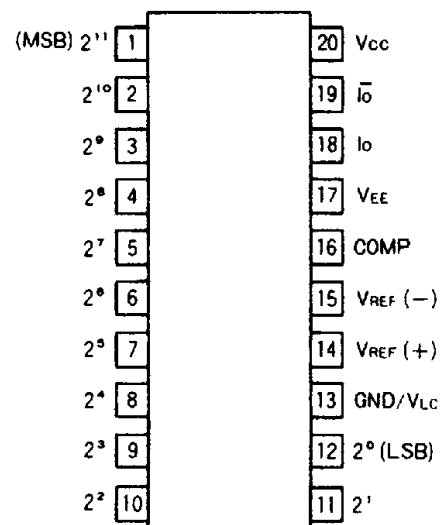 (MSB) 2¹¹ 1 20 Vcc
2¹⁰ 2 19 I̅o
2⁹ 3 18 Io
2⁸ 4 17 VEE
2⁷ 5 16 COMP
2⁶ 6 15 VREF (−)
2⁵ 7 14 VREF (+)
2⁴ 8 13 GND/VLC
2³ 9 12 2⁰ (LSB)
2² 10 11 2¹